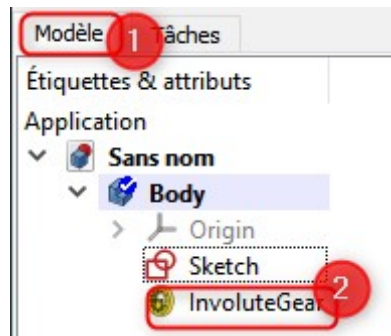 Modèle 1 Tâches
Étiquettes & attributs
Application
Sans nom
Body
Origin
Sketch
2
InvoluteGear